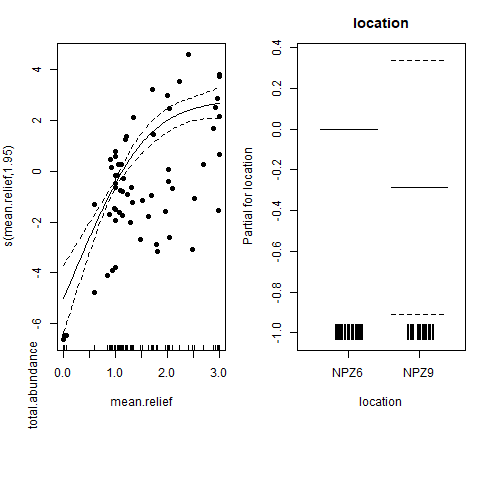 location
s(mean.relief,1.95)
4
2
0
-2
-4
-6
total.abundance
0.0
1.0
2.0
3.0
mean.relief
Partial for location
0.4
0.2
0.0
-0.2
-0.4
-0.6
-0.8
-1.0
NPZ6
NPZ9
location